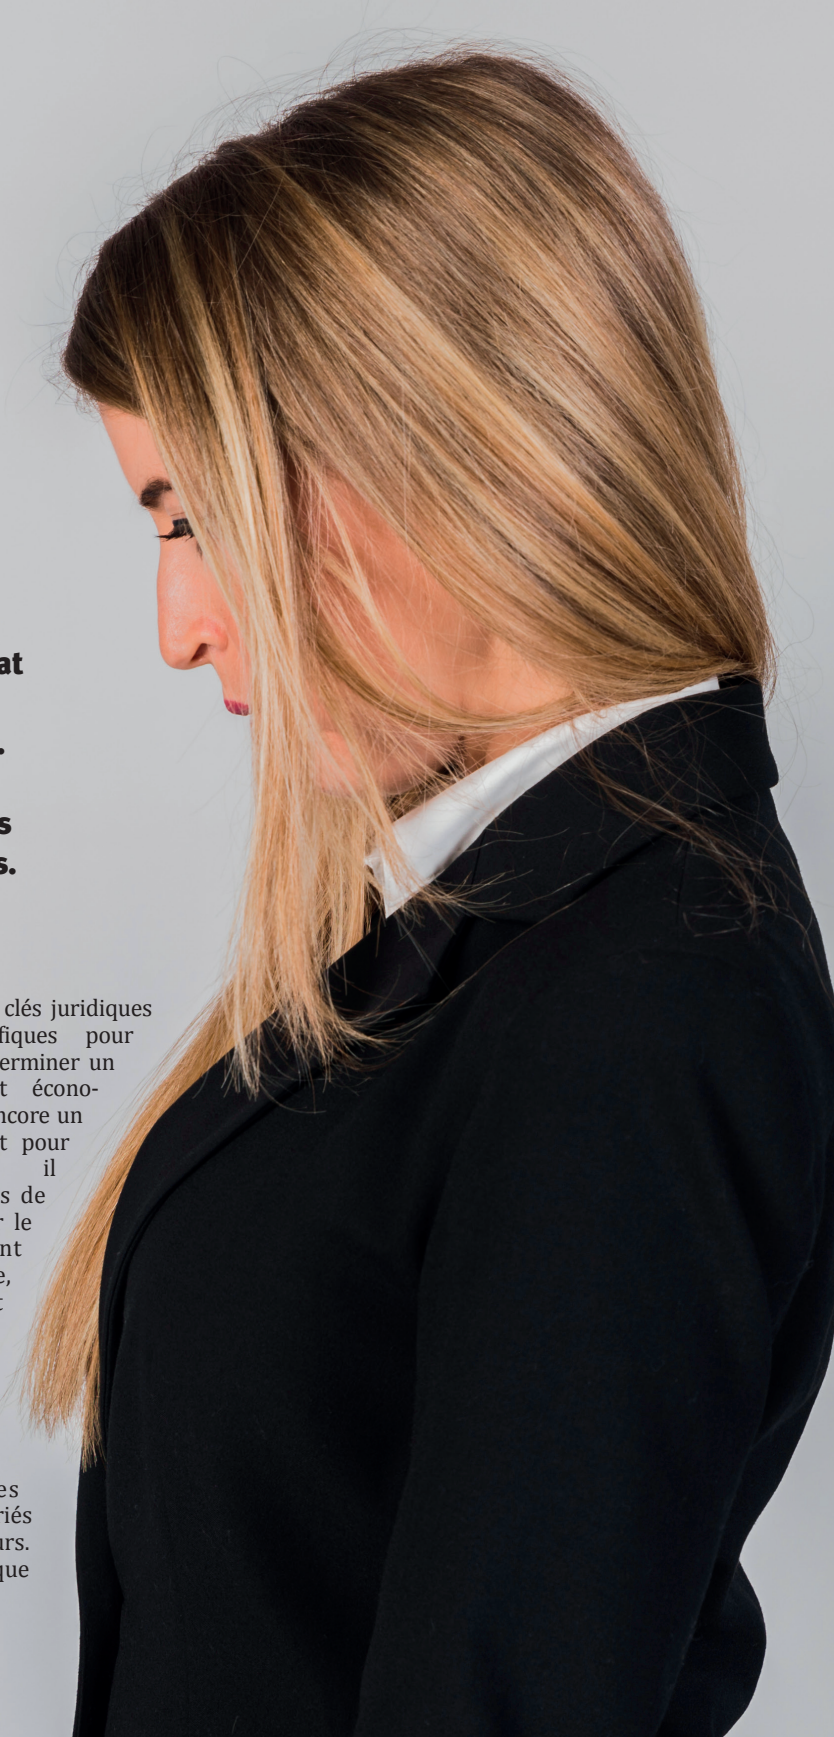 at
.
s
s.
clés juridiques
fiques pour
erminer un
t écono-
ncore un
t pour
il
s de
r le
nt
e,
t
es
riés
urs.
que